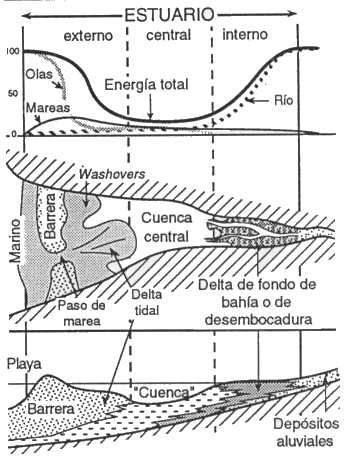 ESTUARIO
externo central interno
100
Olas
Energía total
50
Río
Mareas
0
Washovers
Marino
Barrera
Cuenca
central
Paso de
marea
Delta
tidal
Delta de fondo de
bahía o de
desembocadura
Playa
"Cuenca"
Barrera
Depósitos
aluviales